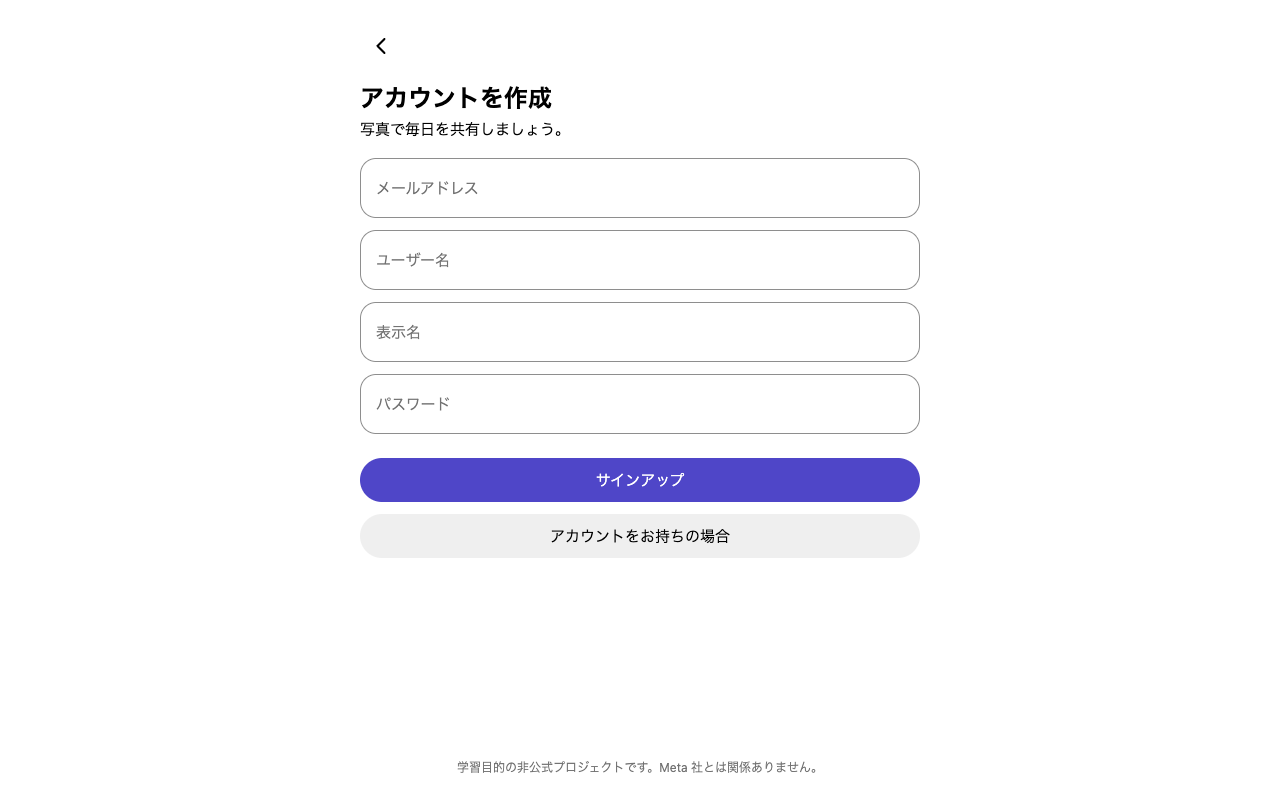 アカウントを作成
写真で毎日を共有しましょう。
メールアドレス
ユーザー名
表示名
パスワード
サインアップ
アカウントをお持ちの場合
学習目的の非公式プロジェクトです。Meta 社とは関係ありません。